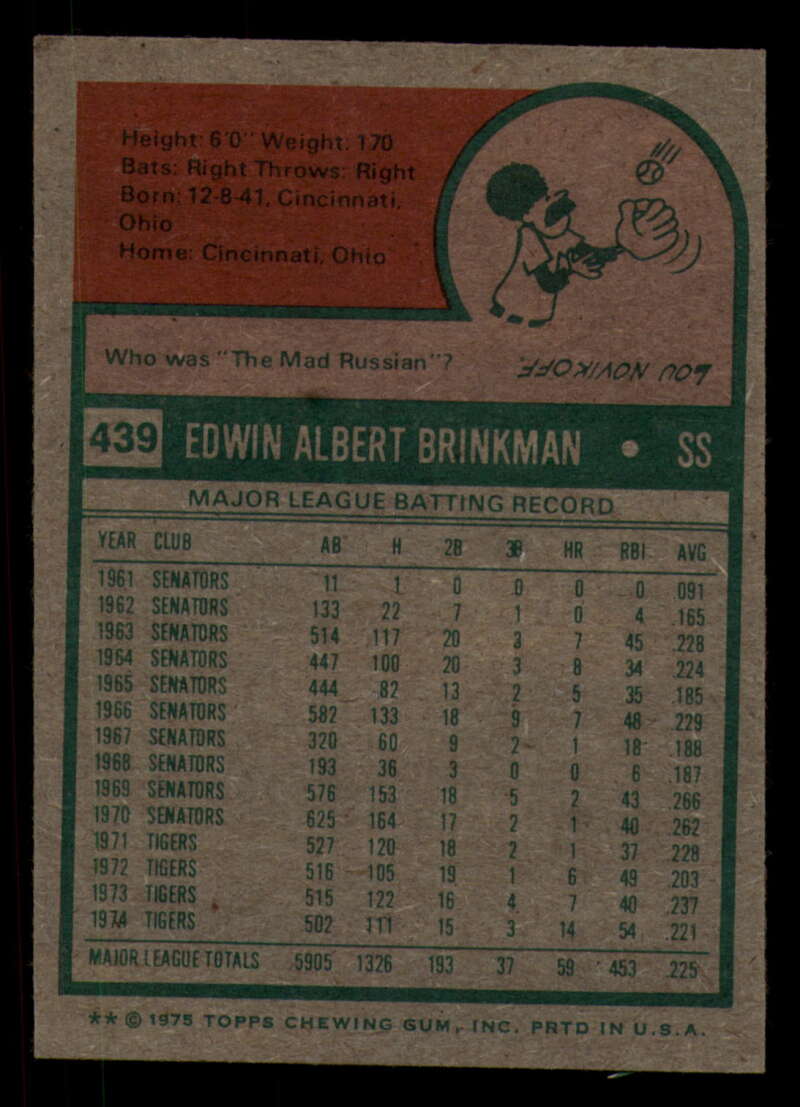 Height: 6'0" Weight: 170
Bats: Right Throws: Right
Born: 12-8-41, Cincinnati,
Ohio
Home: Cincinnati, Ohio
Who was "The Mad Russian"?
LOU NOVIKOFF.
439 EDWIN ALBERT BRINKMAN • SS
MAJOR LEAGUE BATTING RECORD
YEAR CLUB AB H 2B 3B HR RBI AVG
1961 SENATORS 11 1 0 0 0 0 .091
1962 SENATORS 133 22 7 1 0 4 .165
1963 SENATORS 514 117 20 3 7 45 .228
1964 SENATORS 447 100 20 3 8 34 .224
1965 SENATORS 444 82 13 2 5 35 .185
1966 SENATORS 582 133 18 9 7 48 .229
1967 SENATORS 320 60 9 2 1 18 .188
1968 SENATORS 193 36 3 0 0 6 .187
1969 SENATORS 576 153 18 5 2 43 .266
1970 SENATORS 625 164 17 2 1 40 .262
1971 TIGERS 527 120 18 2 1 37 .228
1972 TIGERS 516 105 19 1 6 49 .203
1973 TIGERS 515 122 16 4 7 40 .237
1974 TIGERS 502 111 15 3 14 54 .221
MAJOR LEAGUE TOTALS 5905 1326 193 37 59 453 .225
** © 1975 TOPPS CHEWING GUM, INC. PRTD IN U.S.A.